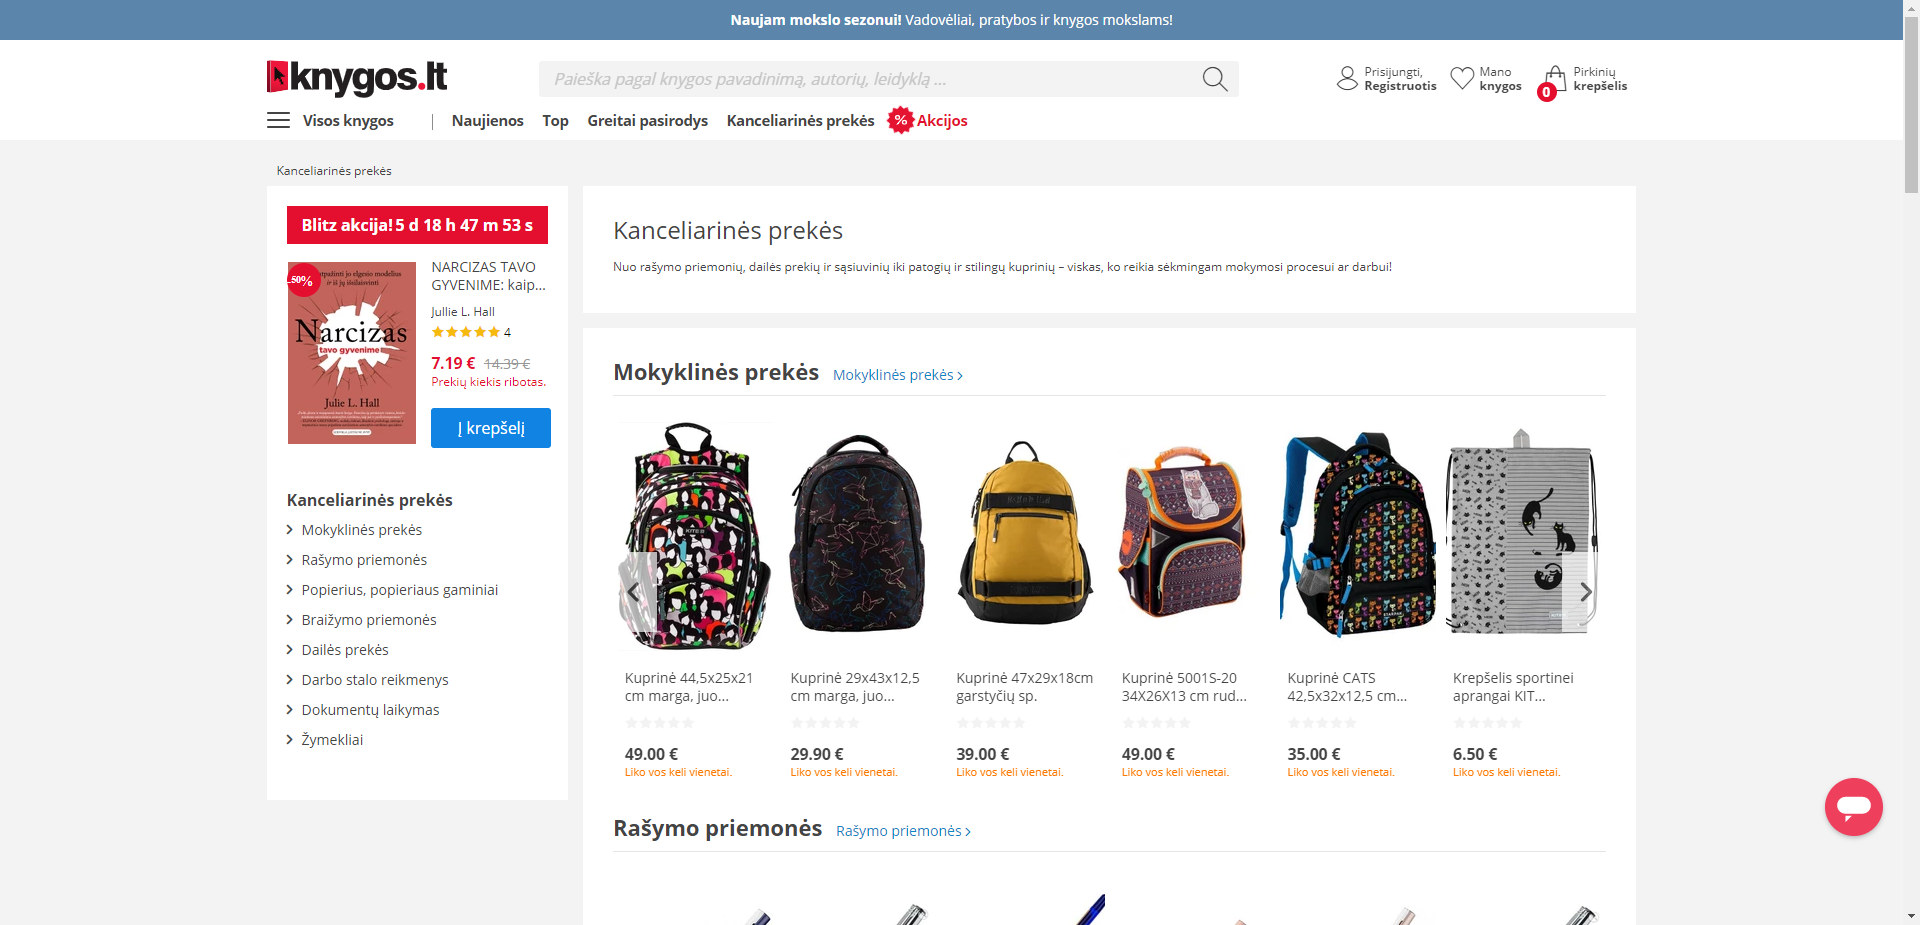 Naujam mokslo sezonui! Vadovėliai, pratybos ir knygos mokslams!
knygos.lt
Paieška pagal knygos pavadinimą, autorių, leidyklą ...
Prisijungti,
Registruotis
Mano
knygos
0
Pirkinių
krepšelis
Visos knygos
Naujienos
Top
Greitai pasirodys
Kanceliarinės prekės
%
Akcijos
Kanceliarinės prekės
Blitz akcija! 5 d 18 h 47 m 53 s
-50%
elgesio modelius
Narcizas
tavo gyvenime
Julie L. Hall
NARCIZAS TAVO
GYVENIME: kaip...
Jullie L. Hall
4
7.19 € 14.39 €
Prekių kiekis ribotas.
Į krepšelį
Kanceliarinės prekės
Mokyklinės prekės
Rašymo priemonės
Popierius, popieriaus gaminiai
Braižymo priemonės
Dailės prekės
Darbo stalo reikmenys
Dokumentų laikymas
Žymekliai
Kanceliarinės prekės
Nuo rašymo priemonių, dailės prekių ir sąsiuvinių iki patogių ir stilingų kuprinių – viskas, ko reikia sėkmingam mokymosi procesui ar darbui!
Mokyklinės prekės Mokyklinės prekės
Kuprinė 44,5x25x21
cm marga, juo...
49.00 €
Liko vos keli vienetai.
Kuprinė 29x43x12,5
cm marga, juo...
29.90 €
Liko vos keli vienetai.
Kuprinė 47x29x18cm
garstyčių sp.
39.00 €
Liko vos keli vienetai.
Kuprinė 5001S-20
34X26X13 cm rud...
49.00 €
Liko vos keli vienetai.
Kuprinė CATS
42,5x32x12,5 cm...
35.00 €
Liko vos keli vienetai.
Krepšelis sportinei
aprangai KIT...
6.50 €
Liko vos keli vienetai.
Rašymo priemonės Rašymo priemonės